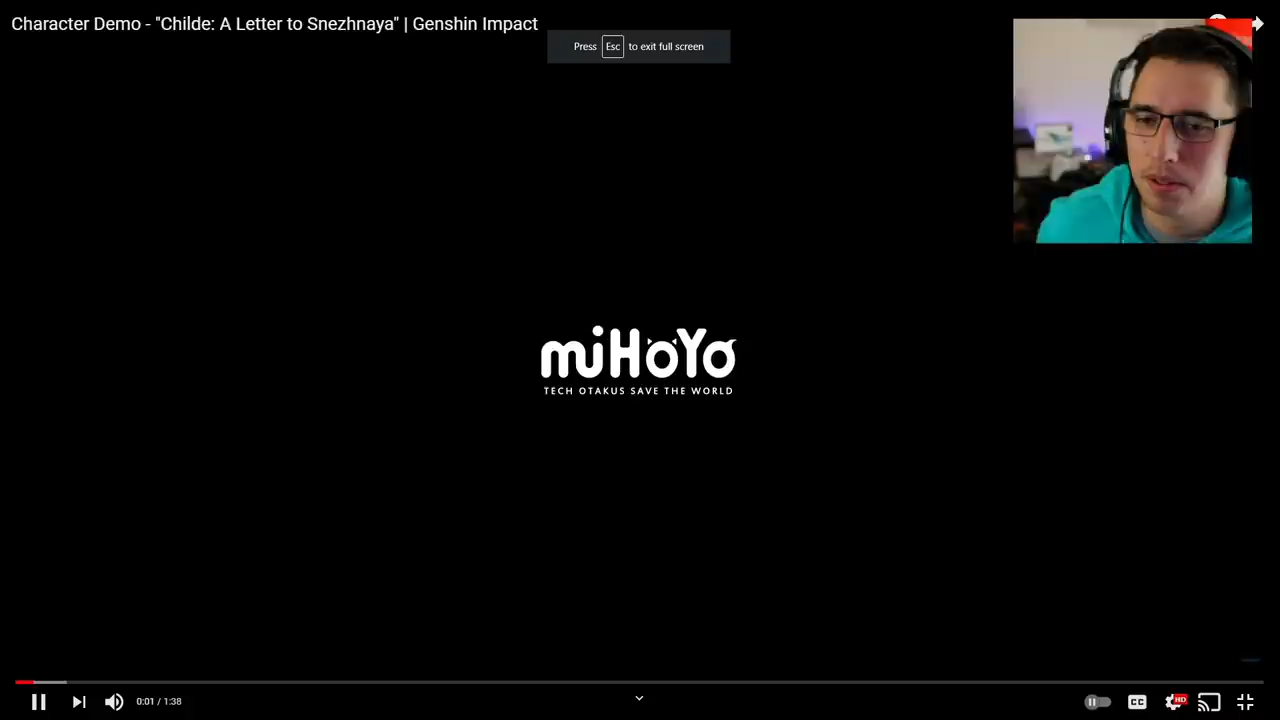 Character Demo - "Childe: A Letter to Snezhnaya" | Genshin Impact
Press Esc to exit full screen
miHoYo
TECH OTAKUS SAVE THE WORLD
0:01 / 1:38
CC
HD